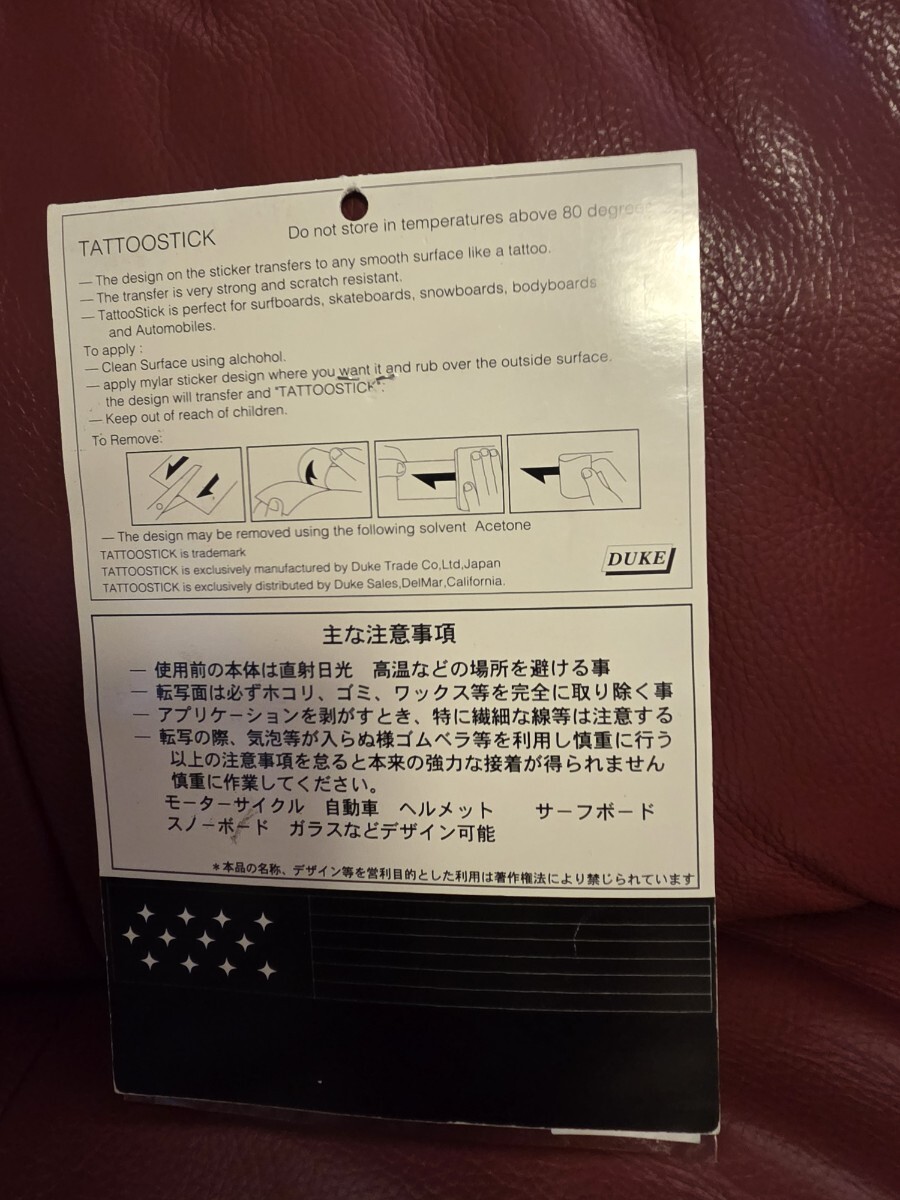 TATTOOSTICK
Do not store in temperatures above 80 degrees
— The design on the sticker transfers to any smooth surface like a tattoo.
— The transfer is very strong and scratch resistant.
— TattooStick is perfect for surfboards, skateboards, snowboards, bodyboards
and Automobiles.
To apply :
— Clean Surface using alchohol.
— apply mylar sticker design where you want it and rub over the outside surface.
the design will transfer and "TATTOOSTICK".
— Keep out of reach of children.
To Remove:
— The design may be removed using the following solvent Acetone
TATTOOSTICK is trademark
TATTOOSTICK is exclusively manufactured by Duke Trade Co,Ltd,Japan
TATTOOSTICK is exclusively distributed by Duke Sales,DelMar,California.
DUKE
主な注意事項
— 使用前の本体は直射日光 高温などの場所を避ける事
— 転写面は必ずホコリ、ゴミ、ワックス等を完全に取り除く事
— アプリケーションを剥がすとき、特に繊細な線等は注意する
— 転写の際、気泡等が入らぬ様ゴムベラ等を利用し慎重に行う
以上の注意事項を怠ると本来の強力な接着が得られません
慎重に作業してください。
モーターサイクル 自動車 ヘルメット サーフボード
スノーボード ガラスなどデザイン可能
*本品の名称、デザイン等を営利目的とした利用は著作権法により禁じられています